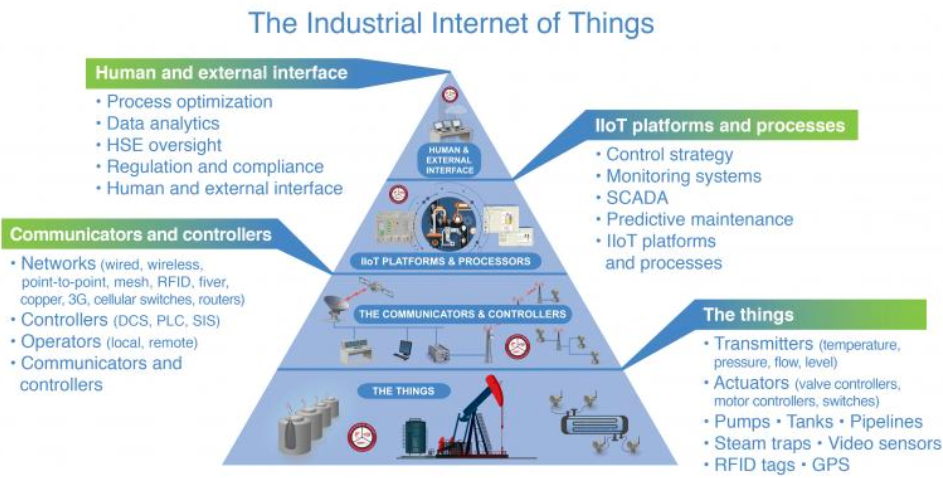 The Industrial Internet of Things
Human and external interface
• Process optimization
• Data analytics
• HSE oversight
• Regulation and compliance
• Human and external interface
IIoT platforms and processes
• Control strategy
• Monitoring systems
• SCADA
• Predictive maintenance
• IIoT platforms
and processes
Communicators and controllers
• Networks (wired, wireless,
point-to-point, mesh, RFID, fiver,
copper, 3G, cellular switches, routers)
• Controllers (DCS, PLC, SIS)
• Operators (local, remote)
• Communicators and
controllers
The things
• Transmitters (temperature,
pressure, flow, level)
• Actuators (valve controllers,
motor controllers, switches)
• Pumps • Tanks • Pipelines
• Steam traps • Video sensors
• RFID tags • GPS
HUMAN &
EXTERNAL
INTERFACE
IIoT PLATFORMS & PROCESSORS
THE COMMUNICATORS & CONTROLLERS
THE THINGS